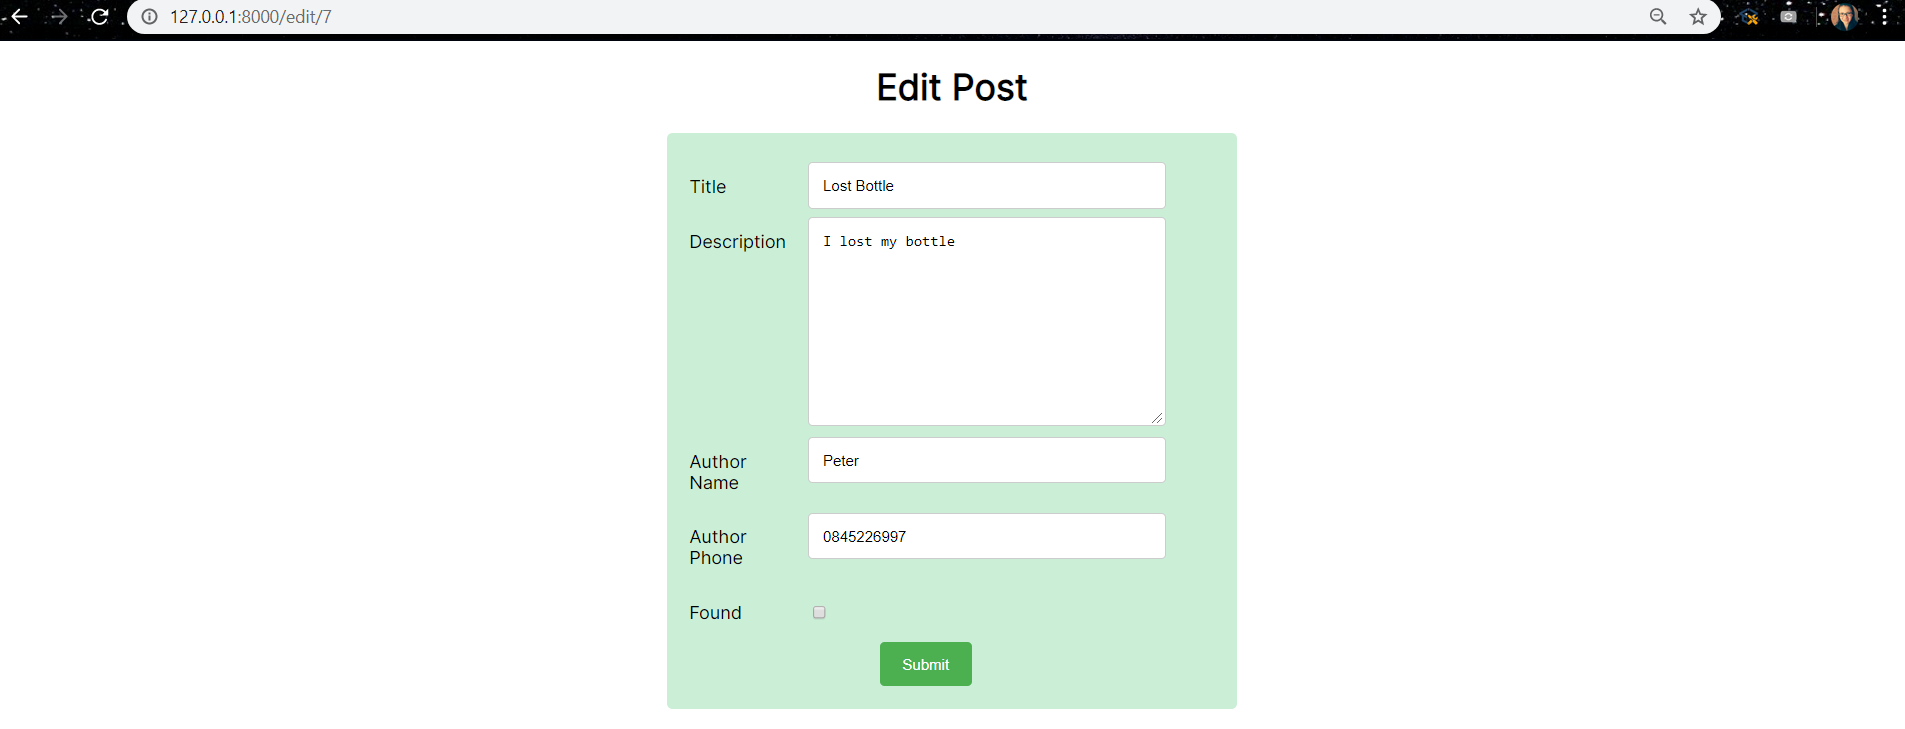 127.0.0.1:8000/edit/7
Edit Post
Title
Lost Bottle
Description
I lost my bottle
Author
Name
Peter
Author
Phone
0845226997
Found
Submit